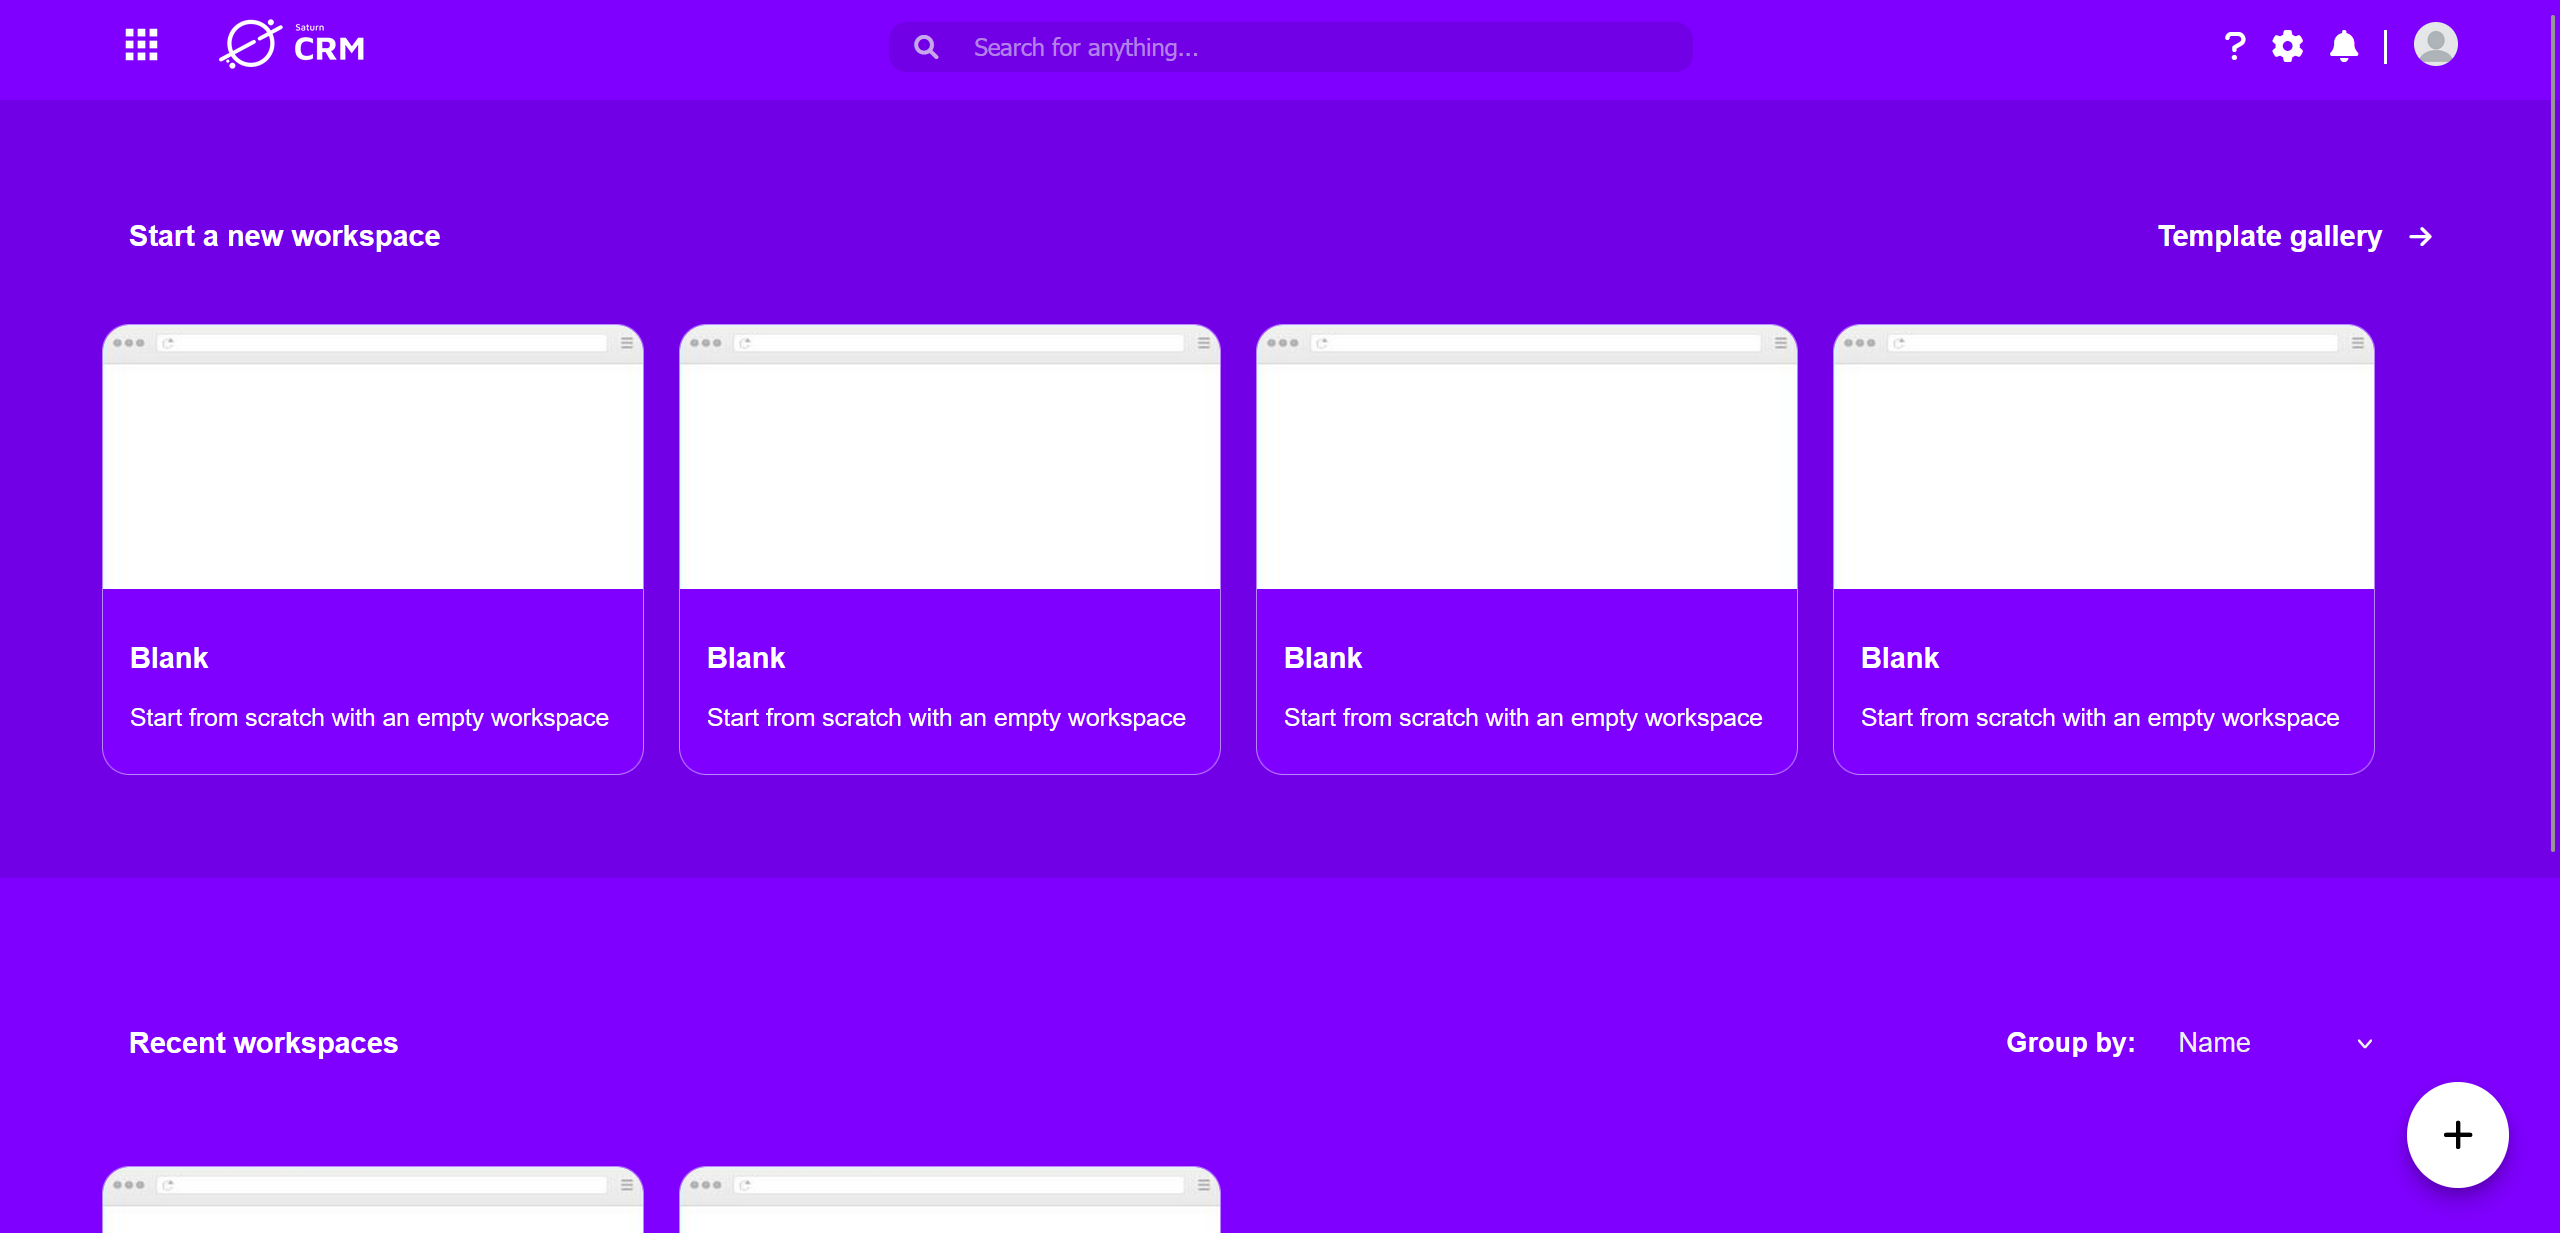 Saturn
CRM
Search for anything...
Start a new workspace
Template gallery
Blank
Start from scratch with an empty workspace
Blank
Start from scratch with an empty workspace
Blank
Start from scratch with an empty workspace
Blank
Start from scratch with an empty workspace
Recent workspaces
Group by: Name